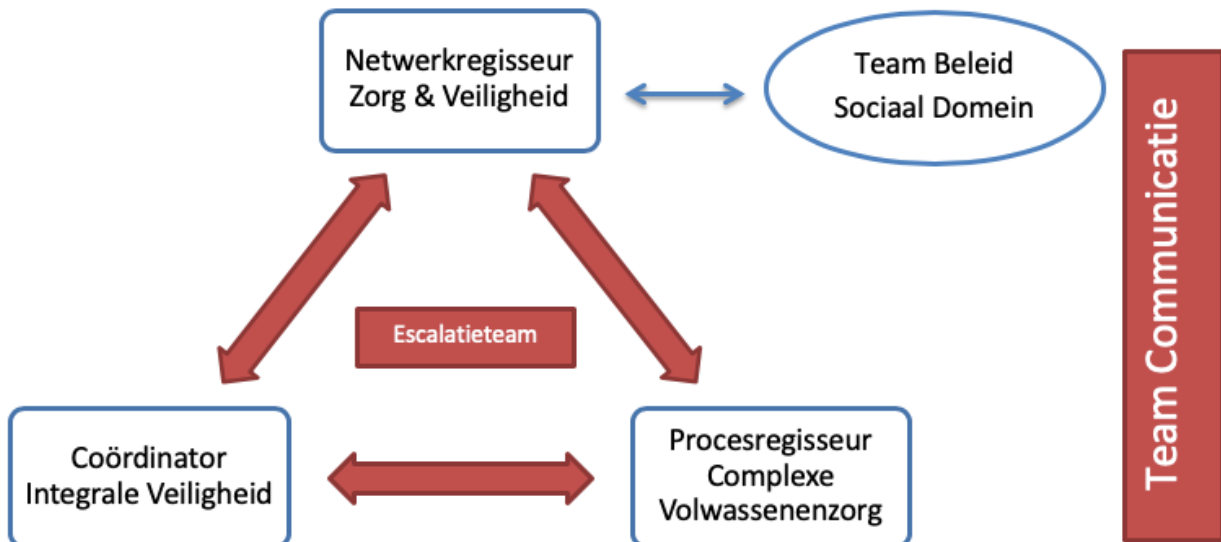 Netwerkregisseur
Zorg & Veiligheid
Team Beleid
Sociaal Domein
Team Communicatie
Escalatieteam
Coördinator
Integrale Veiligheid
Procesregisseur
Complexe
Volwassenenzorg